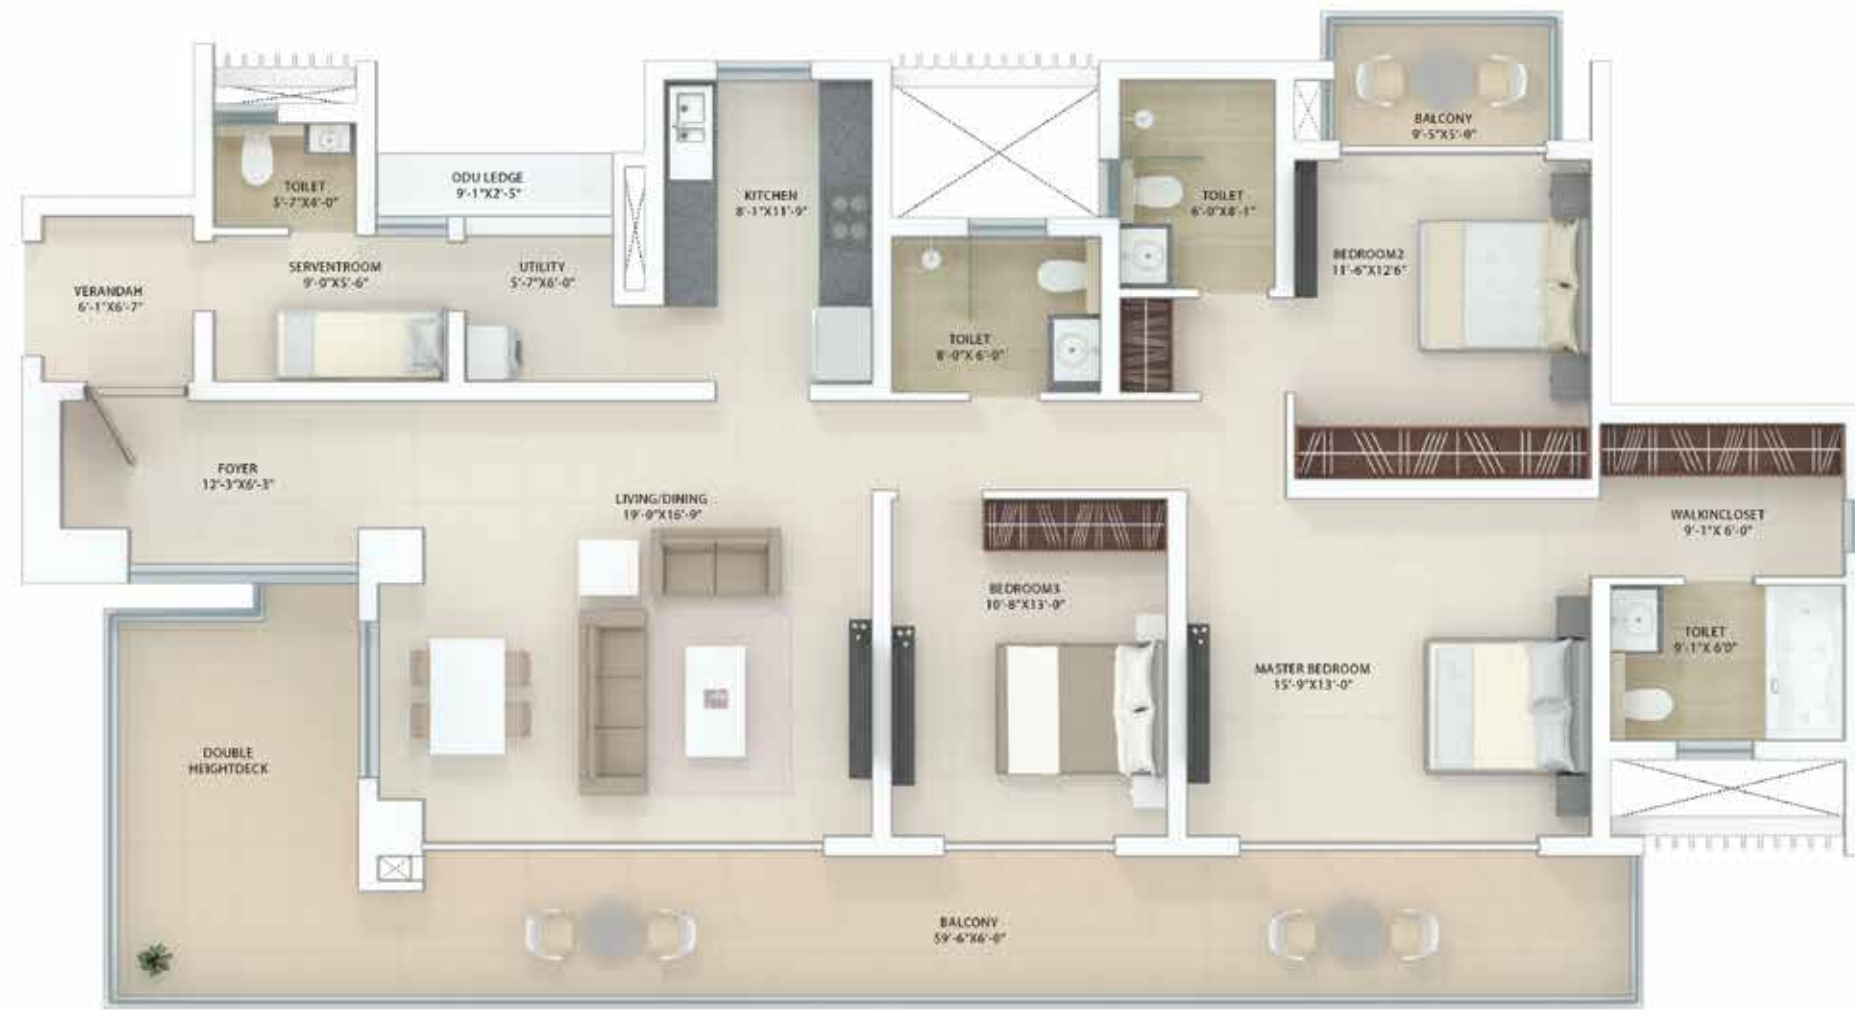 BALCONY
9'-5"X5'-0"
TOILET
5'-7"X4'-0"
ODU LEDGE
9'-1"X2'-5"
KITCHEN
8'-1"X11'-9"
TOILET
6'-0"X8'-1"
BEDROOM2
11'-6"X12'6"
SERVENTROOM
9'-0"X5'-6"
UTILITY
5'-7"X6'-0"
VERANDAH
6'-1"X6'-7"
TOILET
8'-0"X 6'-0"
FOYER
12'-3"X6'-3"
LIVING/DINING
19'-0"X16'-9"
WALKINCLOSET
9'-1"X 6'-0"
BEDROOM3
10'-8"X13'-0"
TOILET
9'-1"X 6'0"
MASTER BEDROOM
15'-9"X13'-0"
DOUBLE
HEIGHTDECK
BALCONY
59'-6"X6'-0"